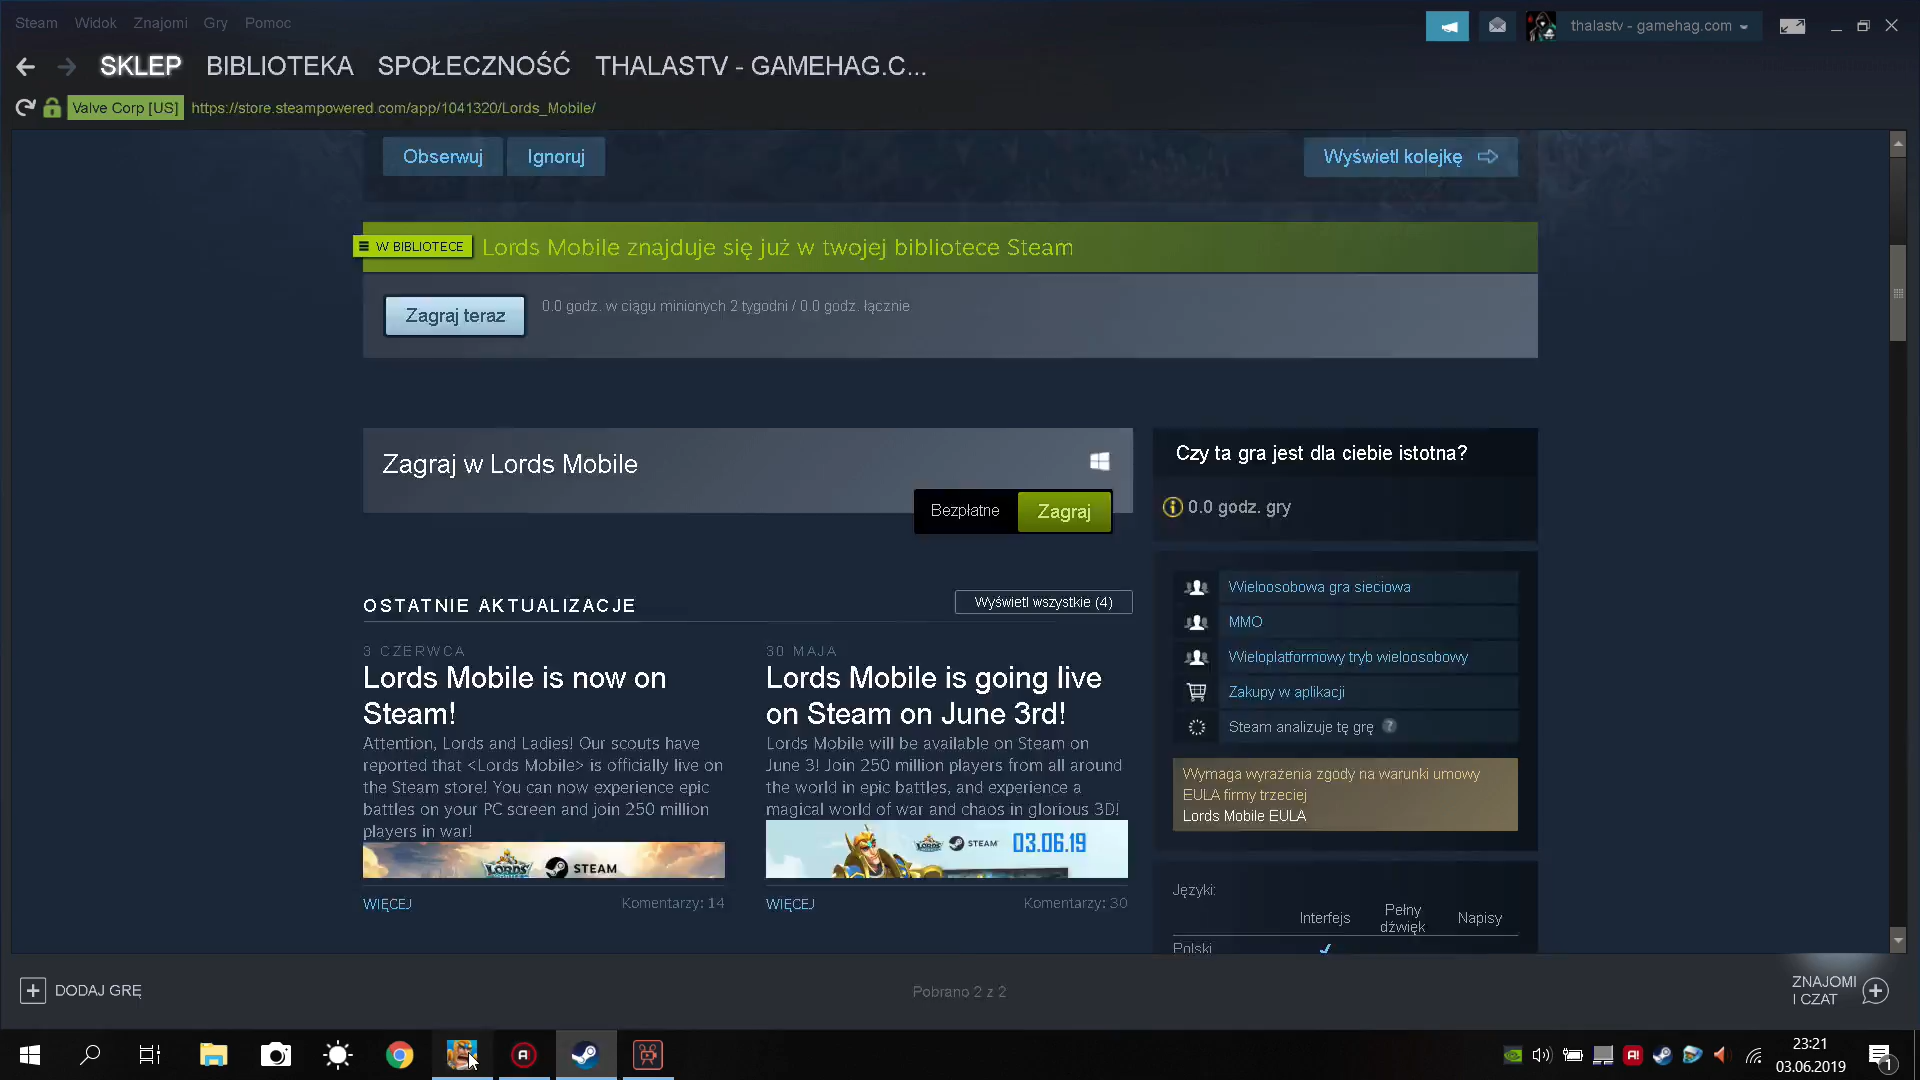 Steam Widok Znajomi Gry Pomoc
thalastv - gamehag.com
SKLEP BIBLIOTEKA SPOŁECZNOŚĆ THALASTV - GAMEHAG.C...
Valve Corp [US] https://store.steampowered.com/app/1041320/Lords_Mobile/
Obserwuj Ignoruj Wyświetl kolejkę
W BIBLIOTECE Lords Mobile znajduje się już w twojej bibliotece Steam
Zagraj teraz 0.0 godz. w ciągu minionych 2 tygodni / 0.0 godz. łącznie
Zagraj w Lords Mobile
Bezpłatne Zagraj
OSTATNIE AKTUALIZACJE Wyświetl wszystkie (4)
3 CZERWCA
Lords Mobile is now on
Steam!
Attention, Lords and Ladies! Our scouts have
reported that <Lords Mobile> is officially live on
the Steam store! You can now experience epic
battles on your PC screen and join 250 million
players in war!
LORDS STEAM
WIĘCEJ Komentarzy: 14
30 MAJA
Lords Mobile is going live
on Steam on June 3rd!
Lords Mobile will be available on Steam on
June 3! Join 250 million players from all around
the world in epic battles, and experience a
magical world of war and chaos in glorious 3D!
LORDS STEAM 03.06.19
WIĘCEJ Komentarzy: 30
Czy ta gra jest dla ciebie istotna?
0.0 godz. gry
Wieloosobowa gra sieciowa
MMO
Wieloplatformowy tryb wieloosobowy
Zakupy w aplikacji
Steam analizuje tę grę ?
Wymaga wyrażenia zgody na warunki umowy
EULA firmy trzeciej
Lords Mobile EULA
Języki:
Interfejs Pełny dźwięk Napisy
Polski
DODAJ GRĘ
Pobrano 2 z 2
ZNAJOMI
I CZAT
23:21
03.06.2019
1